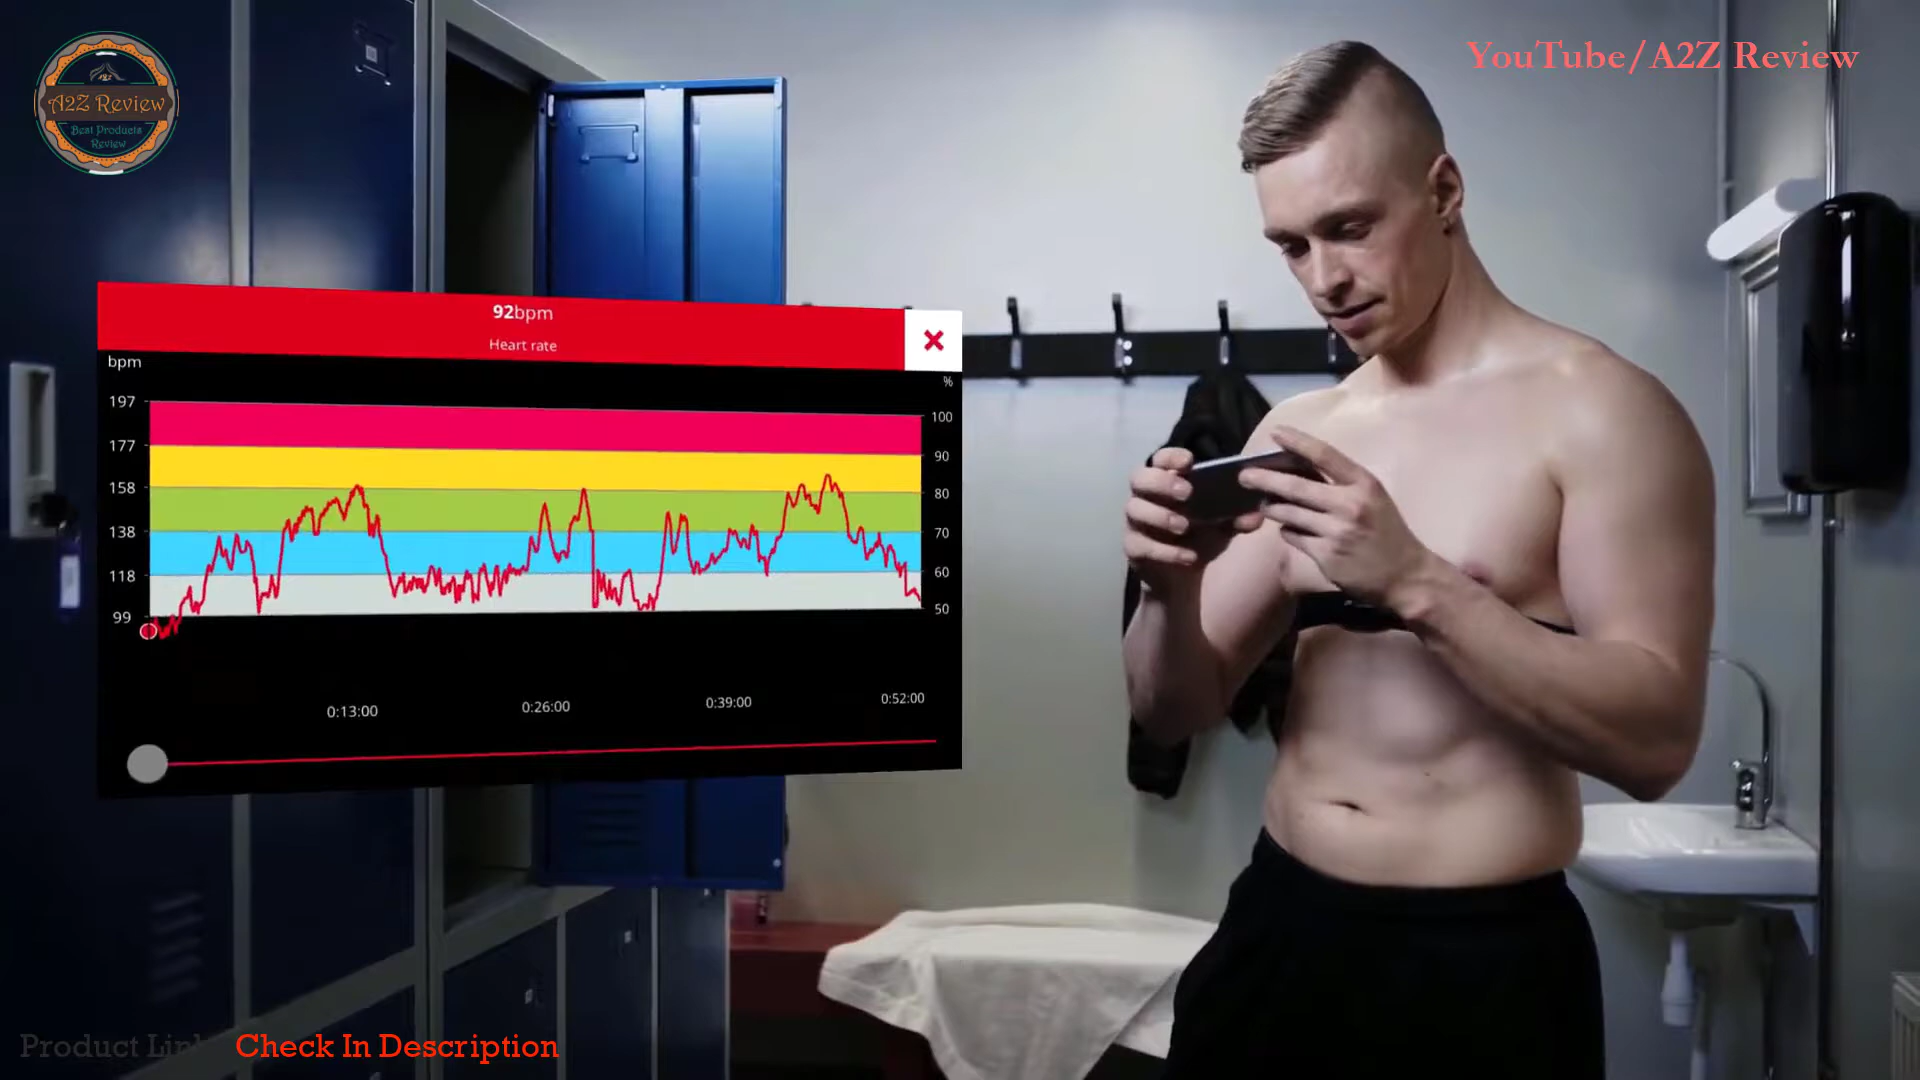 YouTube/A2Z Review
A2Z
A2Z Review
Best Products
Review
92bpm
Heart rate
bpm
%
197
177
158
138
118
99
100
90
80
70
60
50
0:13:00
0:26:00
0:39:00
0:52:00
Product Link Check In Description